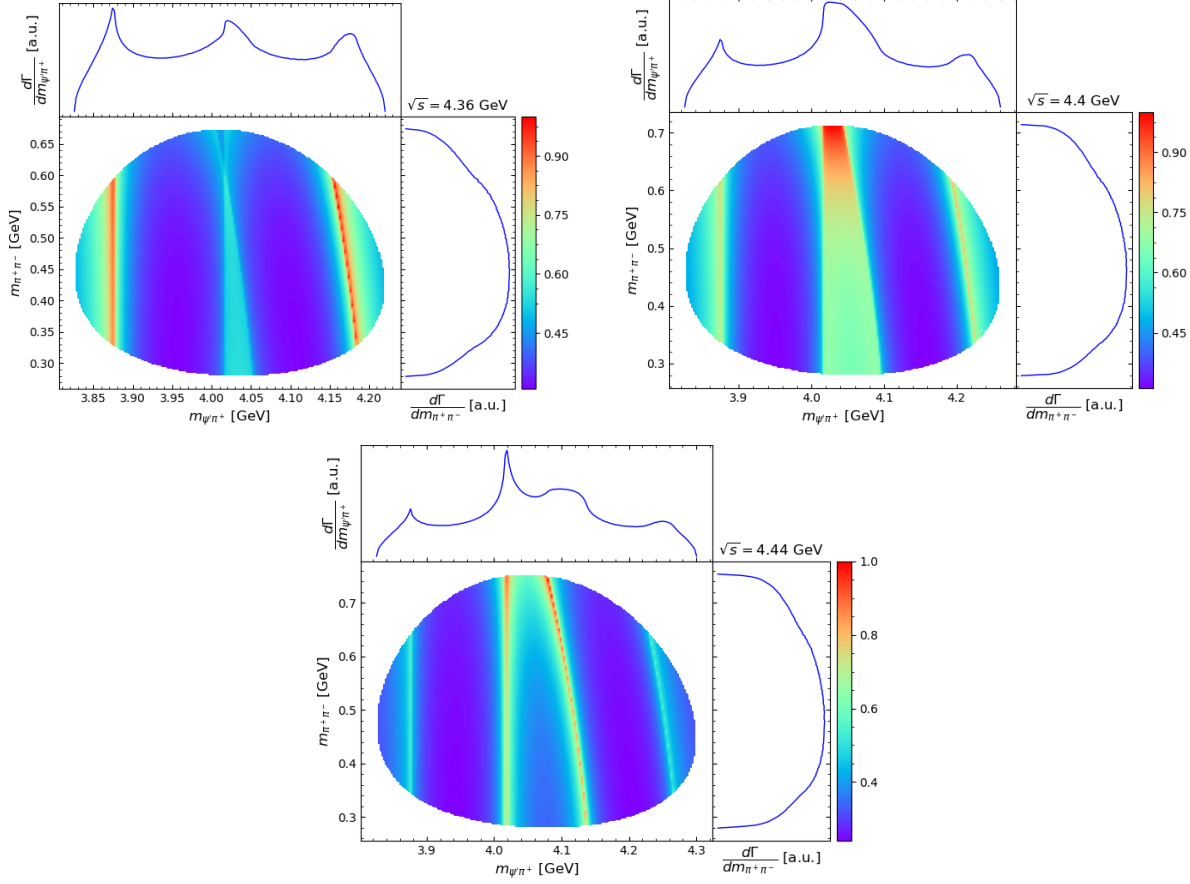 dΓ/dm_{ψ'π⁺} [a.u.]
√s = 4.36 GeV
m_{π⁺π⁻} [GeV]
0.65
0.60
0.55
0.50
0.45
0.40
0.35
0.30
0.90
0.75
0.60
0.45
3.85 3.90 3.95 4.00 4.05 4.10 4.15 4.20
m_{ψ'π⁺} [GeV]
dΓ/dm_{π⁺π⁻} [a.u.]
dΓ/dm_{ψ'π⁺} [a.u.]
√s = 4.4 GeV
m_{π⁺π⁻} [GeV]
0.7
0.6
0.5
0.4
0.3
0.90
0.75
0.60
0.45
3.9 4.0 4.1 4.2
m_{ψ'π⁺} [GeV]
dΓ/dm_{π⁺π⁻} [a.u.]
dΓ/dm_{ψ'π⁺} [a.u.]
√s = 4.44 GeV
m_{π⁺π⁻} [GeV]
0.7
0.6
0.5
0.4
0.3
1.0
0.8
0.6
0.4
3.9 4.0 4.1 4.2 4.3
m_{ψ'π⁺} [GeV]
dΓ/dm_{π⁺π⁻} [a.u.]